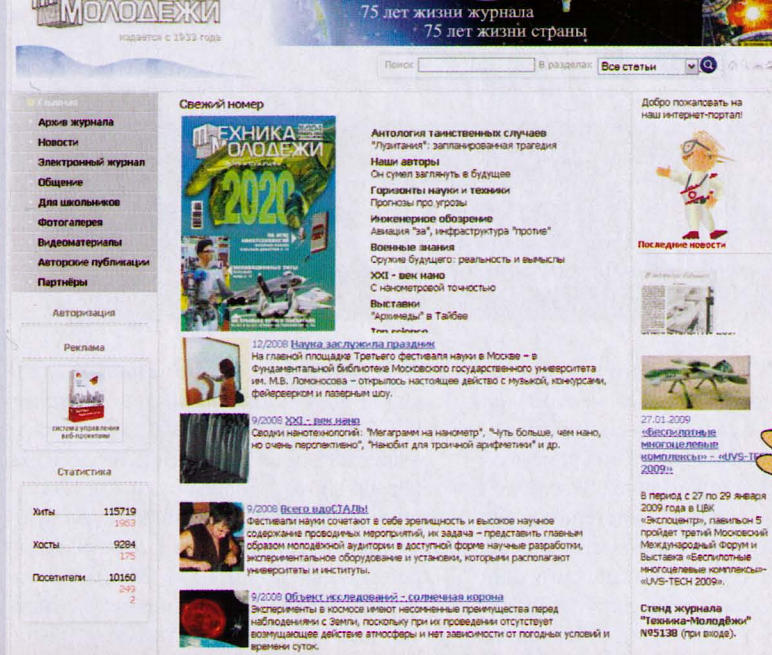 МОЛОДЕЖИ
издается с 1933 года
75 лет жизни журнала
75 лет жизни страны
Поиск
В разделах
Все статьи
Главная
Архив журнала
Новости
Электронный журнал
Общение
Для школьников
Фотогалерея
Видеоматериалы
Авторские публикации
Партнёры
Авторизация
Реклама
система управления
веб-проектами
Статистика
Хиты 115719
1963
Хосты 9284
175
Посетители 10160
249
2
Свежий номер
ТЕХНИКА
МОЛОДЕЖИ
2020
Антология таинственных случаев
"Лузитания": запланированная трагедия
Наши авторы
Он сумел заглянуть в будущее
Горизонты науки и техники
Прогнозы про угрозы
Инженерное обозрение
Авиация "за", инфраструктура "против"
Военные знания
Оружие будущего: реальность и вымыслы
XXI - век нано
С нанометровой точностью
Выставки
"Архимеды" в Тайбее
Top science
12/2008 Наука заслужила праздник
На главной площадке Третьего фестиваля науки в Москве – в
Фундаментальной библиотеке Московского государственного университета
им. М.В. Ломоносова – открылось настоящее действо с музыкой, конкурсами,
фейерверком и лазерным шоу.
9/2008 XXI - век нано
Сводки нанотехнологий: "Мегаграмм на нанометр", "Чуть больше, чем нано,
но очень перспективно", "Нанобит для троичной арифметики" и др.
9/2008 Всего вдоСТАЛЬ!
Фестивали науки сочетают в себе зрелищность и высокое научное
содержание проводимых мероприятий, их задача – представить главным
образом молодёжной аудитории в доступной форме научные разработки,
экспериментальное оборудование и установки, которыми располагают
университеты и институты.
9/2008 Объект исследований - солнечная корона
Эксперименты в космосе имеют несомненные преимущества перед
наблюдениями с Земли, поскольку при их проведении отсутствует
возмущающее действие атмосферы и нет зависимости от погодных условий и
времени суток.
Добро пожаловать на
наш интернет-портал!
Последние новости
27.01.2009
«Беспилотные
многоцелевые
комплексы» - «UVS-TECH
2009»
В период с 27 по 29 января
2009 года в ЦВК
«Экспоцентр», павильон 5
пройдет третий Московский
Международный Форум и
Выставка «Беспилотные
многоцелевые комплексы»-
«UVS-TECH 2009».
Стенд журнала
"Техника-Молодёжи"
№5138 (при входе).